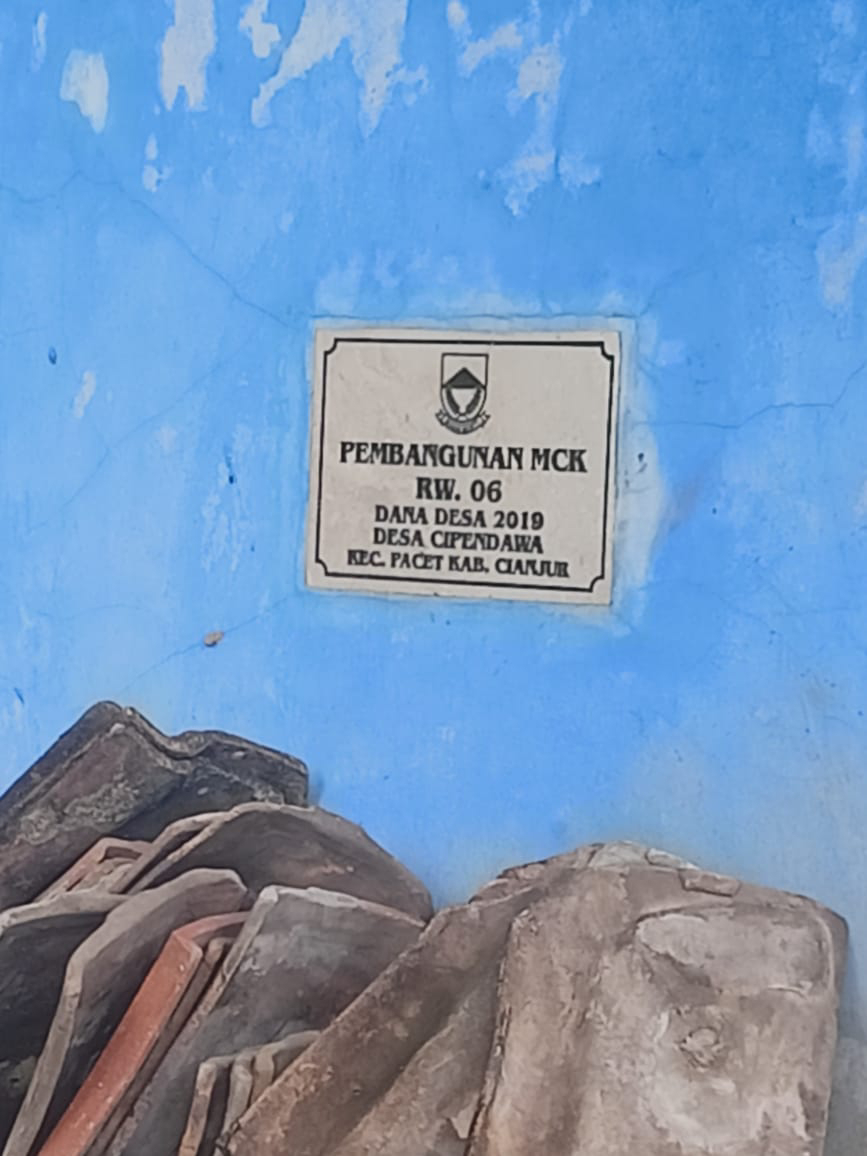 PEMBANGUNAN MCK
RW. 06
DANA DESA 2019
DESA CIPENDAWA
KEC. PACET KAB. CIANJUR